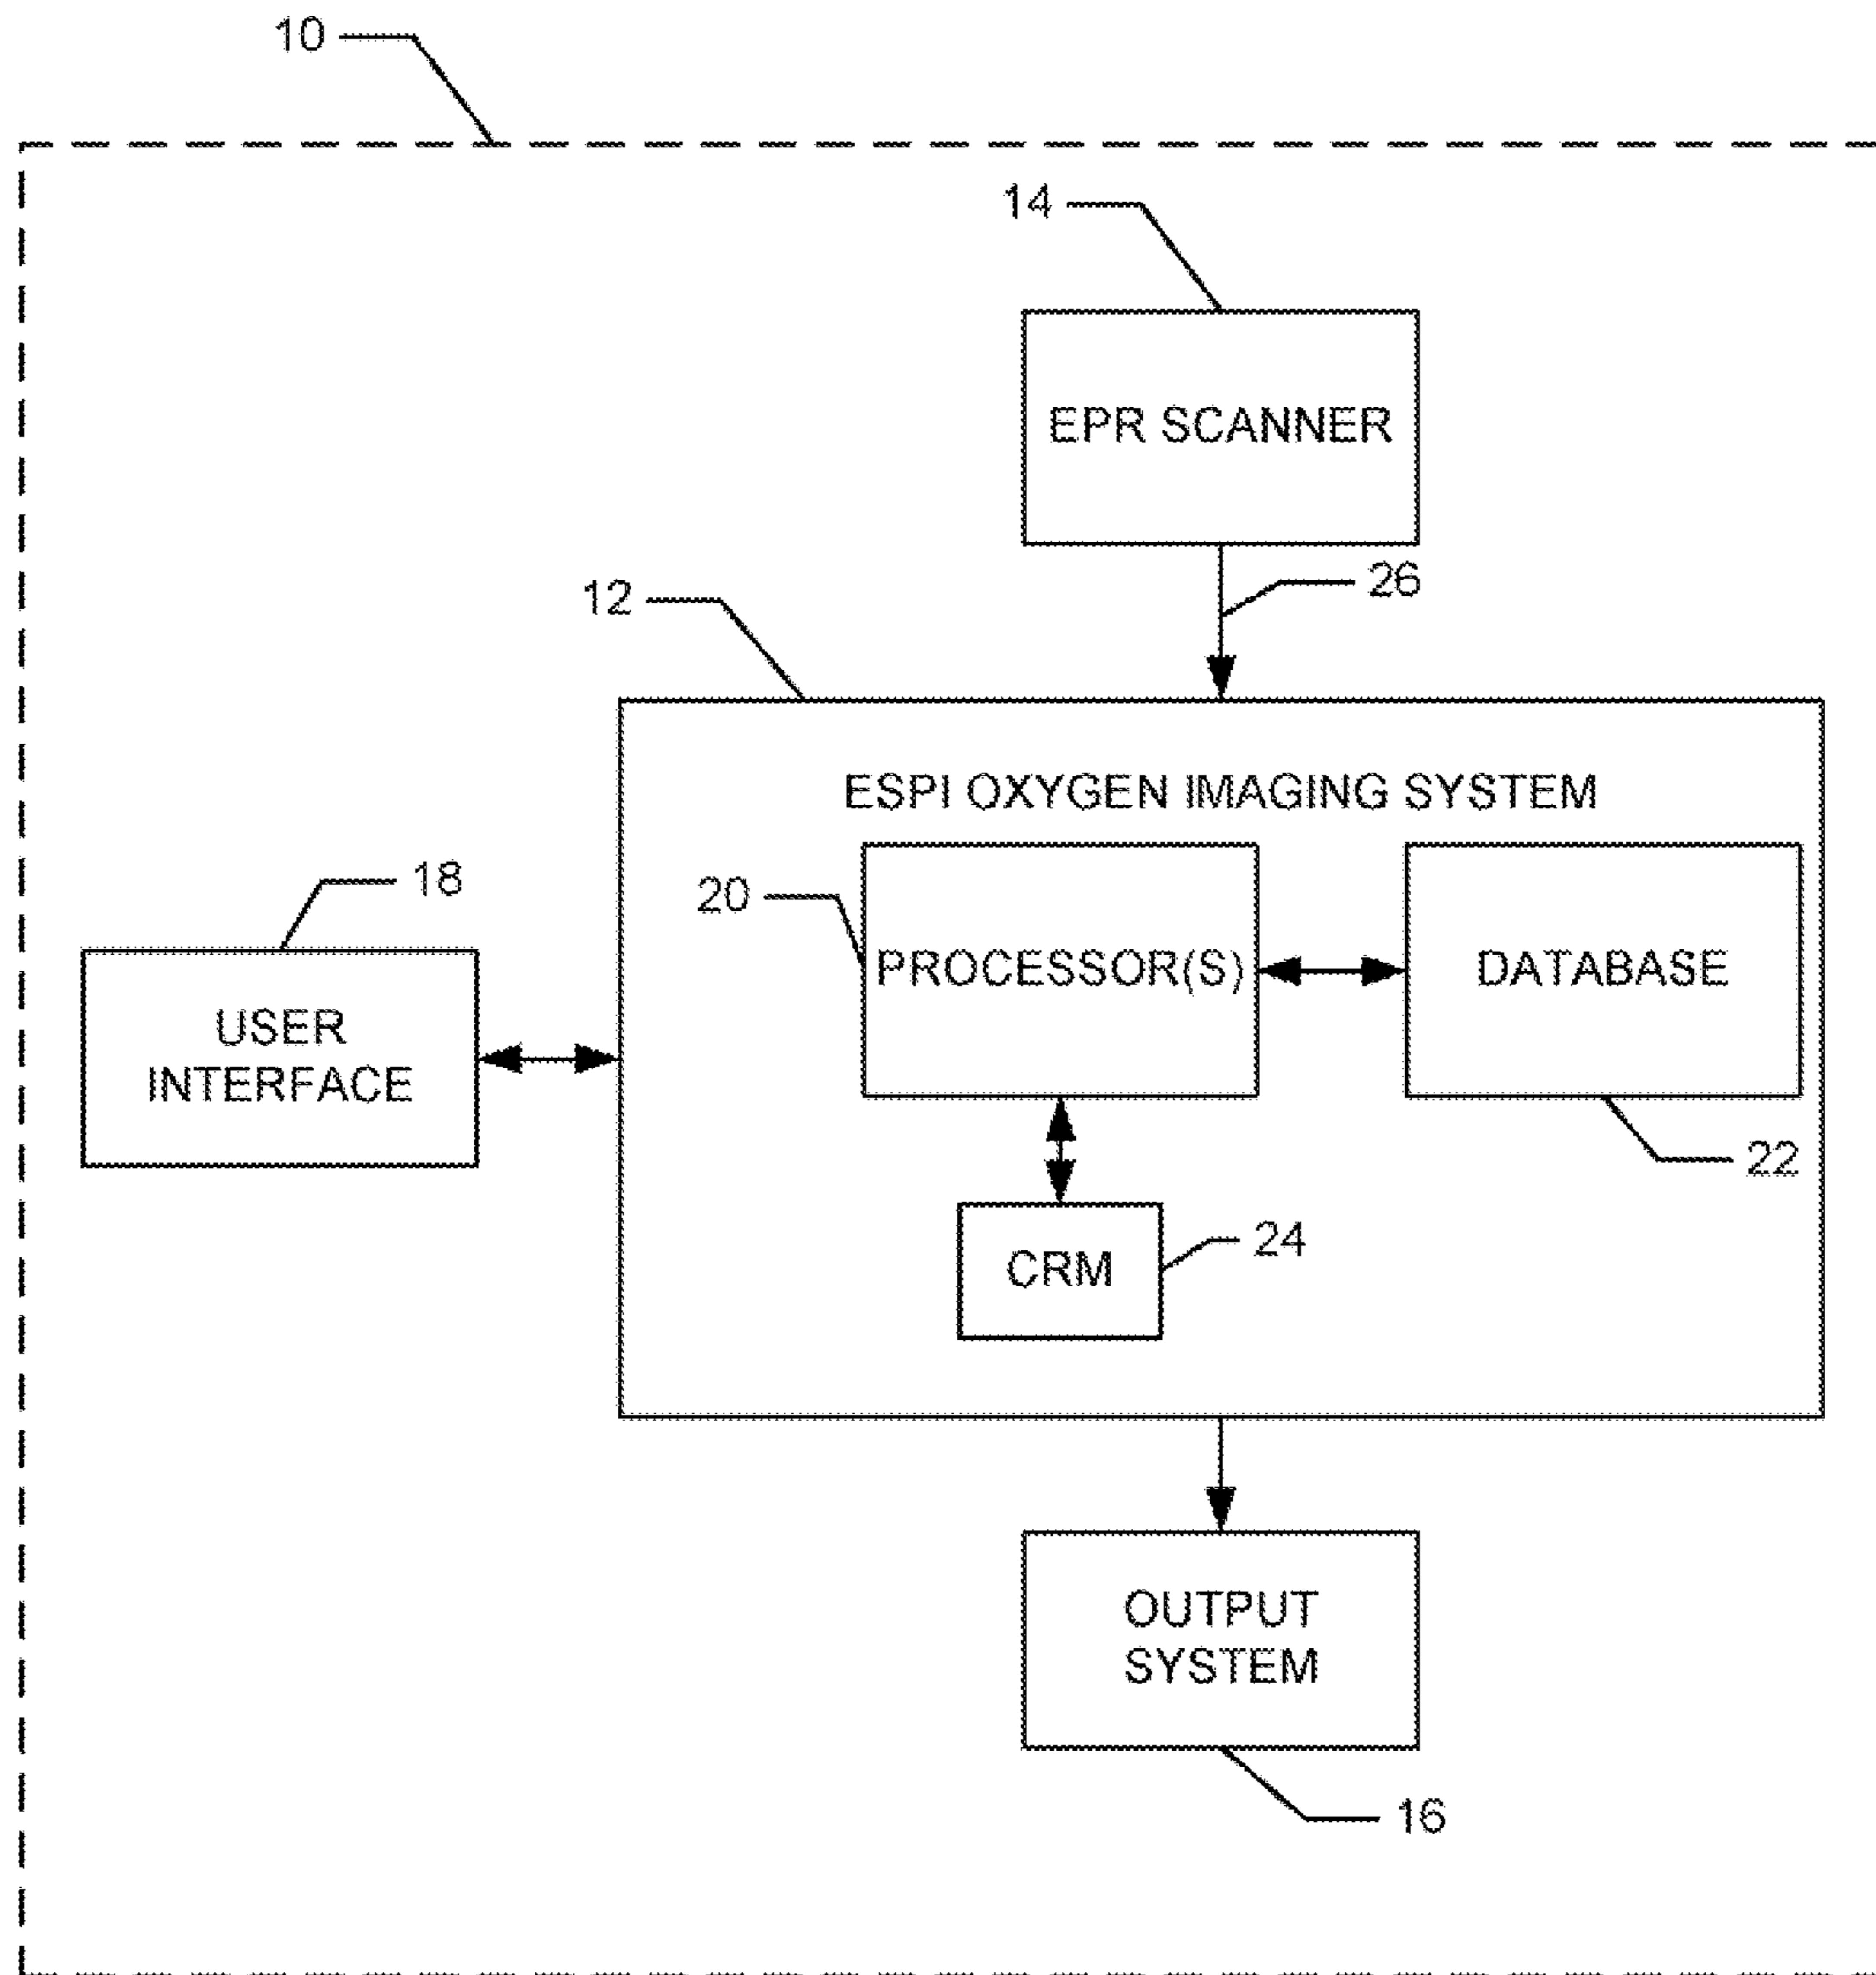 10
14
EPR SCANNER
26
12
ESPI OXYGEN IMAGING SYSTEM
18
20
PROCESSOR(S)
DATABASE
USER
INTERFACE
22
24
CRM
OUTPUT
SYSTEM
16